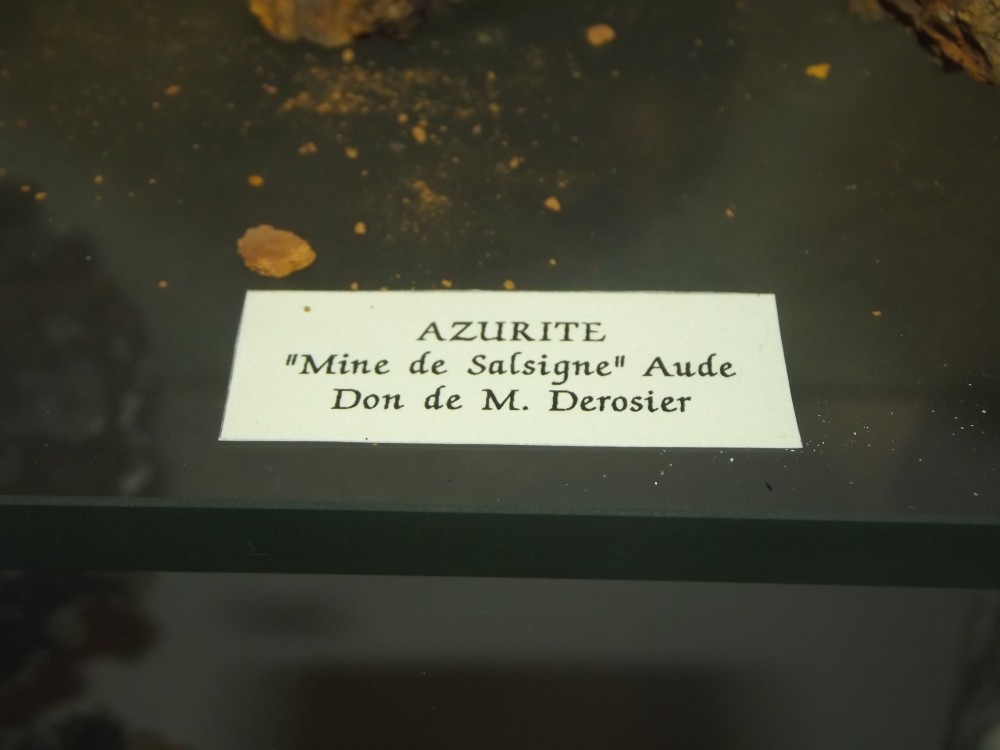 AZURITE
"Mine de Salsigne" Aude
Don de M. Derosier